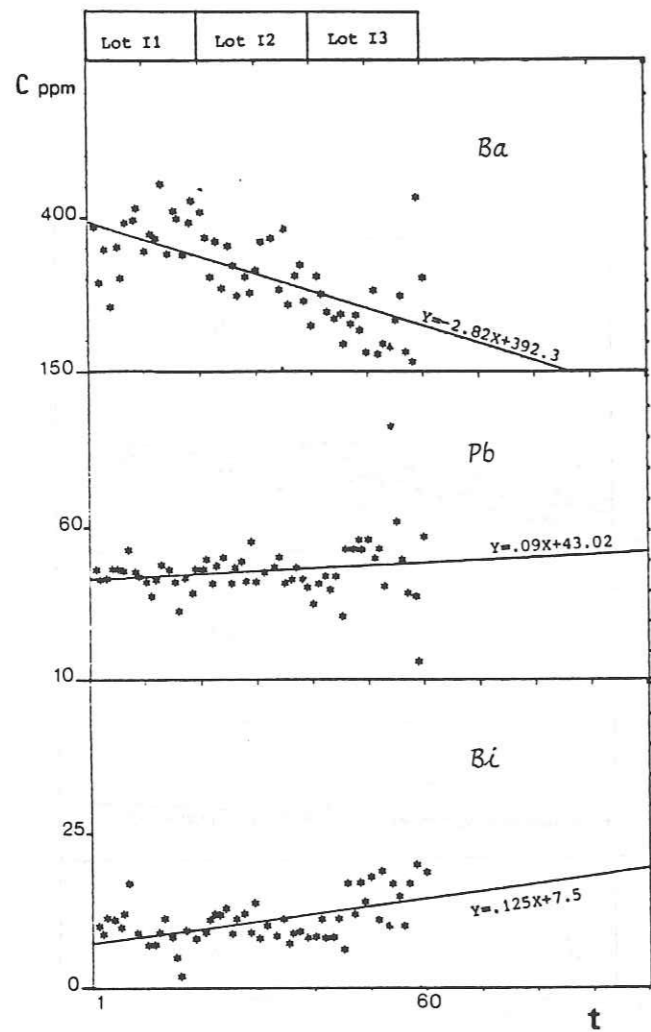 Lot I1 Lot I2 Lot I3
C ppm
Ba
400
Y=-2.82X+392.3
150
Pb
60
Y=.09X+43.02
10
Bi
25
Y=.125X+7.5
0
1 60 t